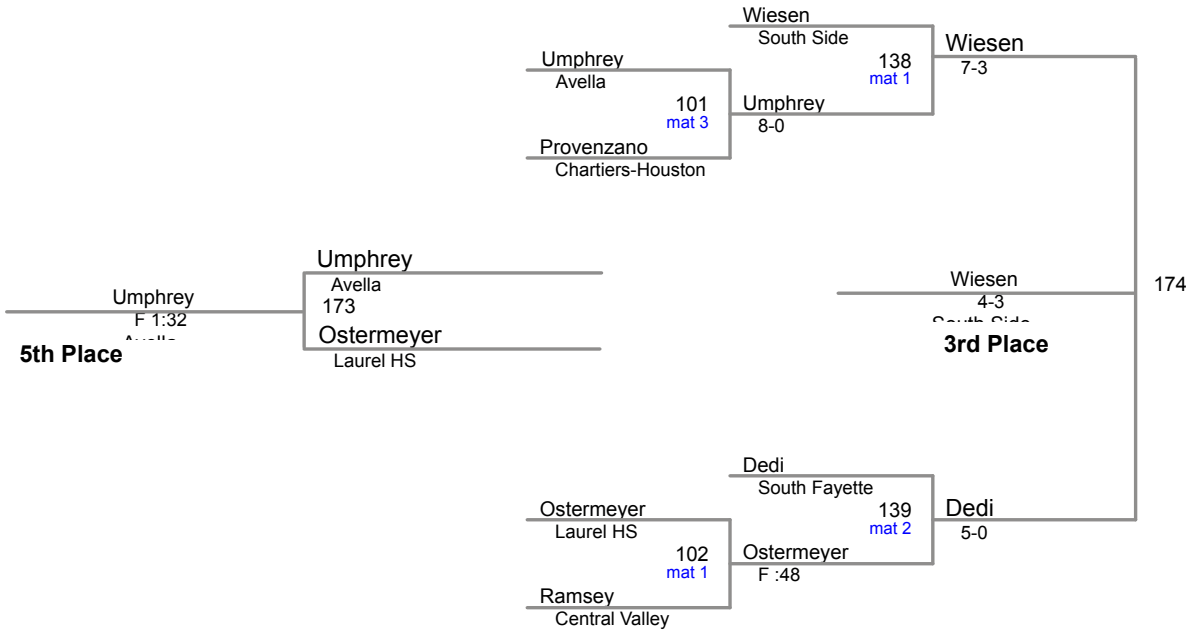 Wiesen
South Side
138
mat 1
Wiesen
7-3
Umphrey
Avella
101
mat 3
Umphrey
8-0
Provenzano
Chartiers-Houston
Umphrey
Avella
173
Ostermeyer
Laurel HS
Umphrey
F 1:32
5th Place
Wiesen
4-3
South Side
3rd Place
174
Dedi
South Fayette
139
mat 2
Dedi
5-0
Ostermeyer
Laurel HS
102
mat 1
Ostermeyer
F :48
Ramsey
Central Valley